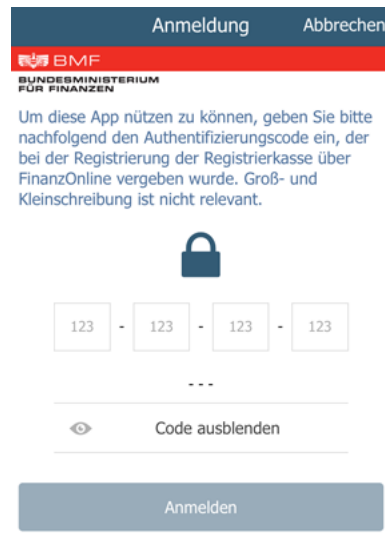 Anmeldung Abbrechen
BMF
BUNDESMINISTERIUM
FÜR FINANZEN
Um diese App nützen zu können, geben Sie bitte
nachfolgend den Authentifizierungscode ein, der
bei der Registrierung der Registrierkasse über
FinanzOnline vergeben wurde. Groß- und
Kleinschreibung ist nicht relevant.
123 - 123 - 123 - 123
---
Code ausblenden
Anmelden